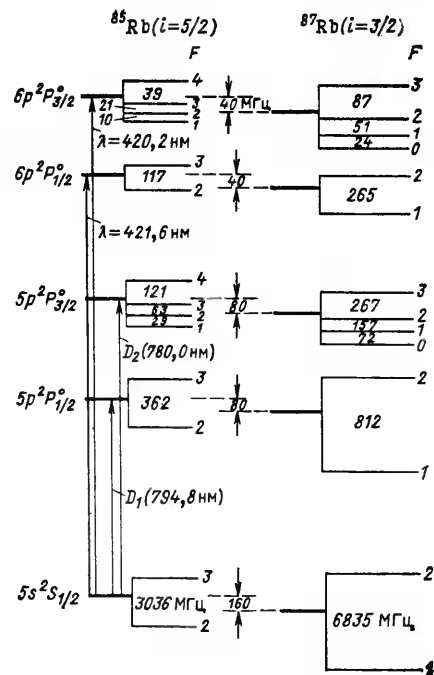 ⁸⁵Rb(i=5/2) ⁸⁷Rb(i=3/2)
F F
6p²P°₃/₂ 39 21 10 4 3 2 1 40 МГц 87 51 24 3 2 1 0
λ=420,2 нм
6p²P°₁/₂ 117 3 2 40 265 2 1
λ=421,6 нм
5p²P°₃/₂ 121 63 29 4 3 2 1 80 267 157 72 3 2 1 0
D₂(780,0 нм)
5p²P°₁/₂ 362 3 2 80 812 2 1
D₁(794,8 нм)
5s²S₁/₂ 3036 МГц 3 2 160 6835 МГц 2 1